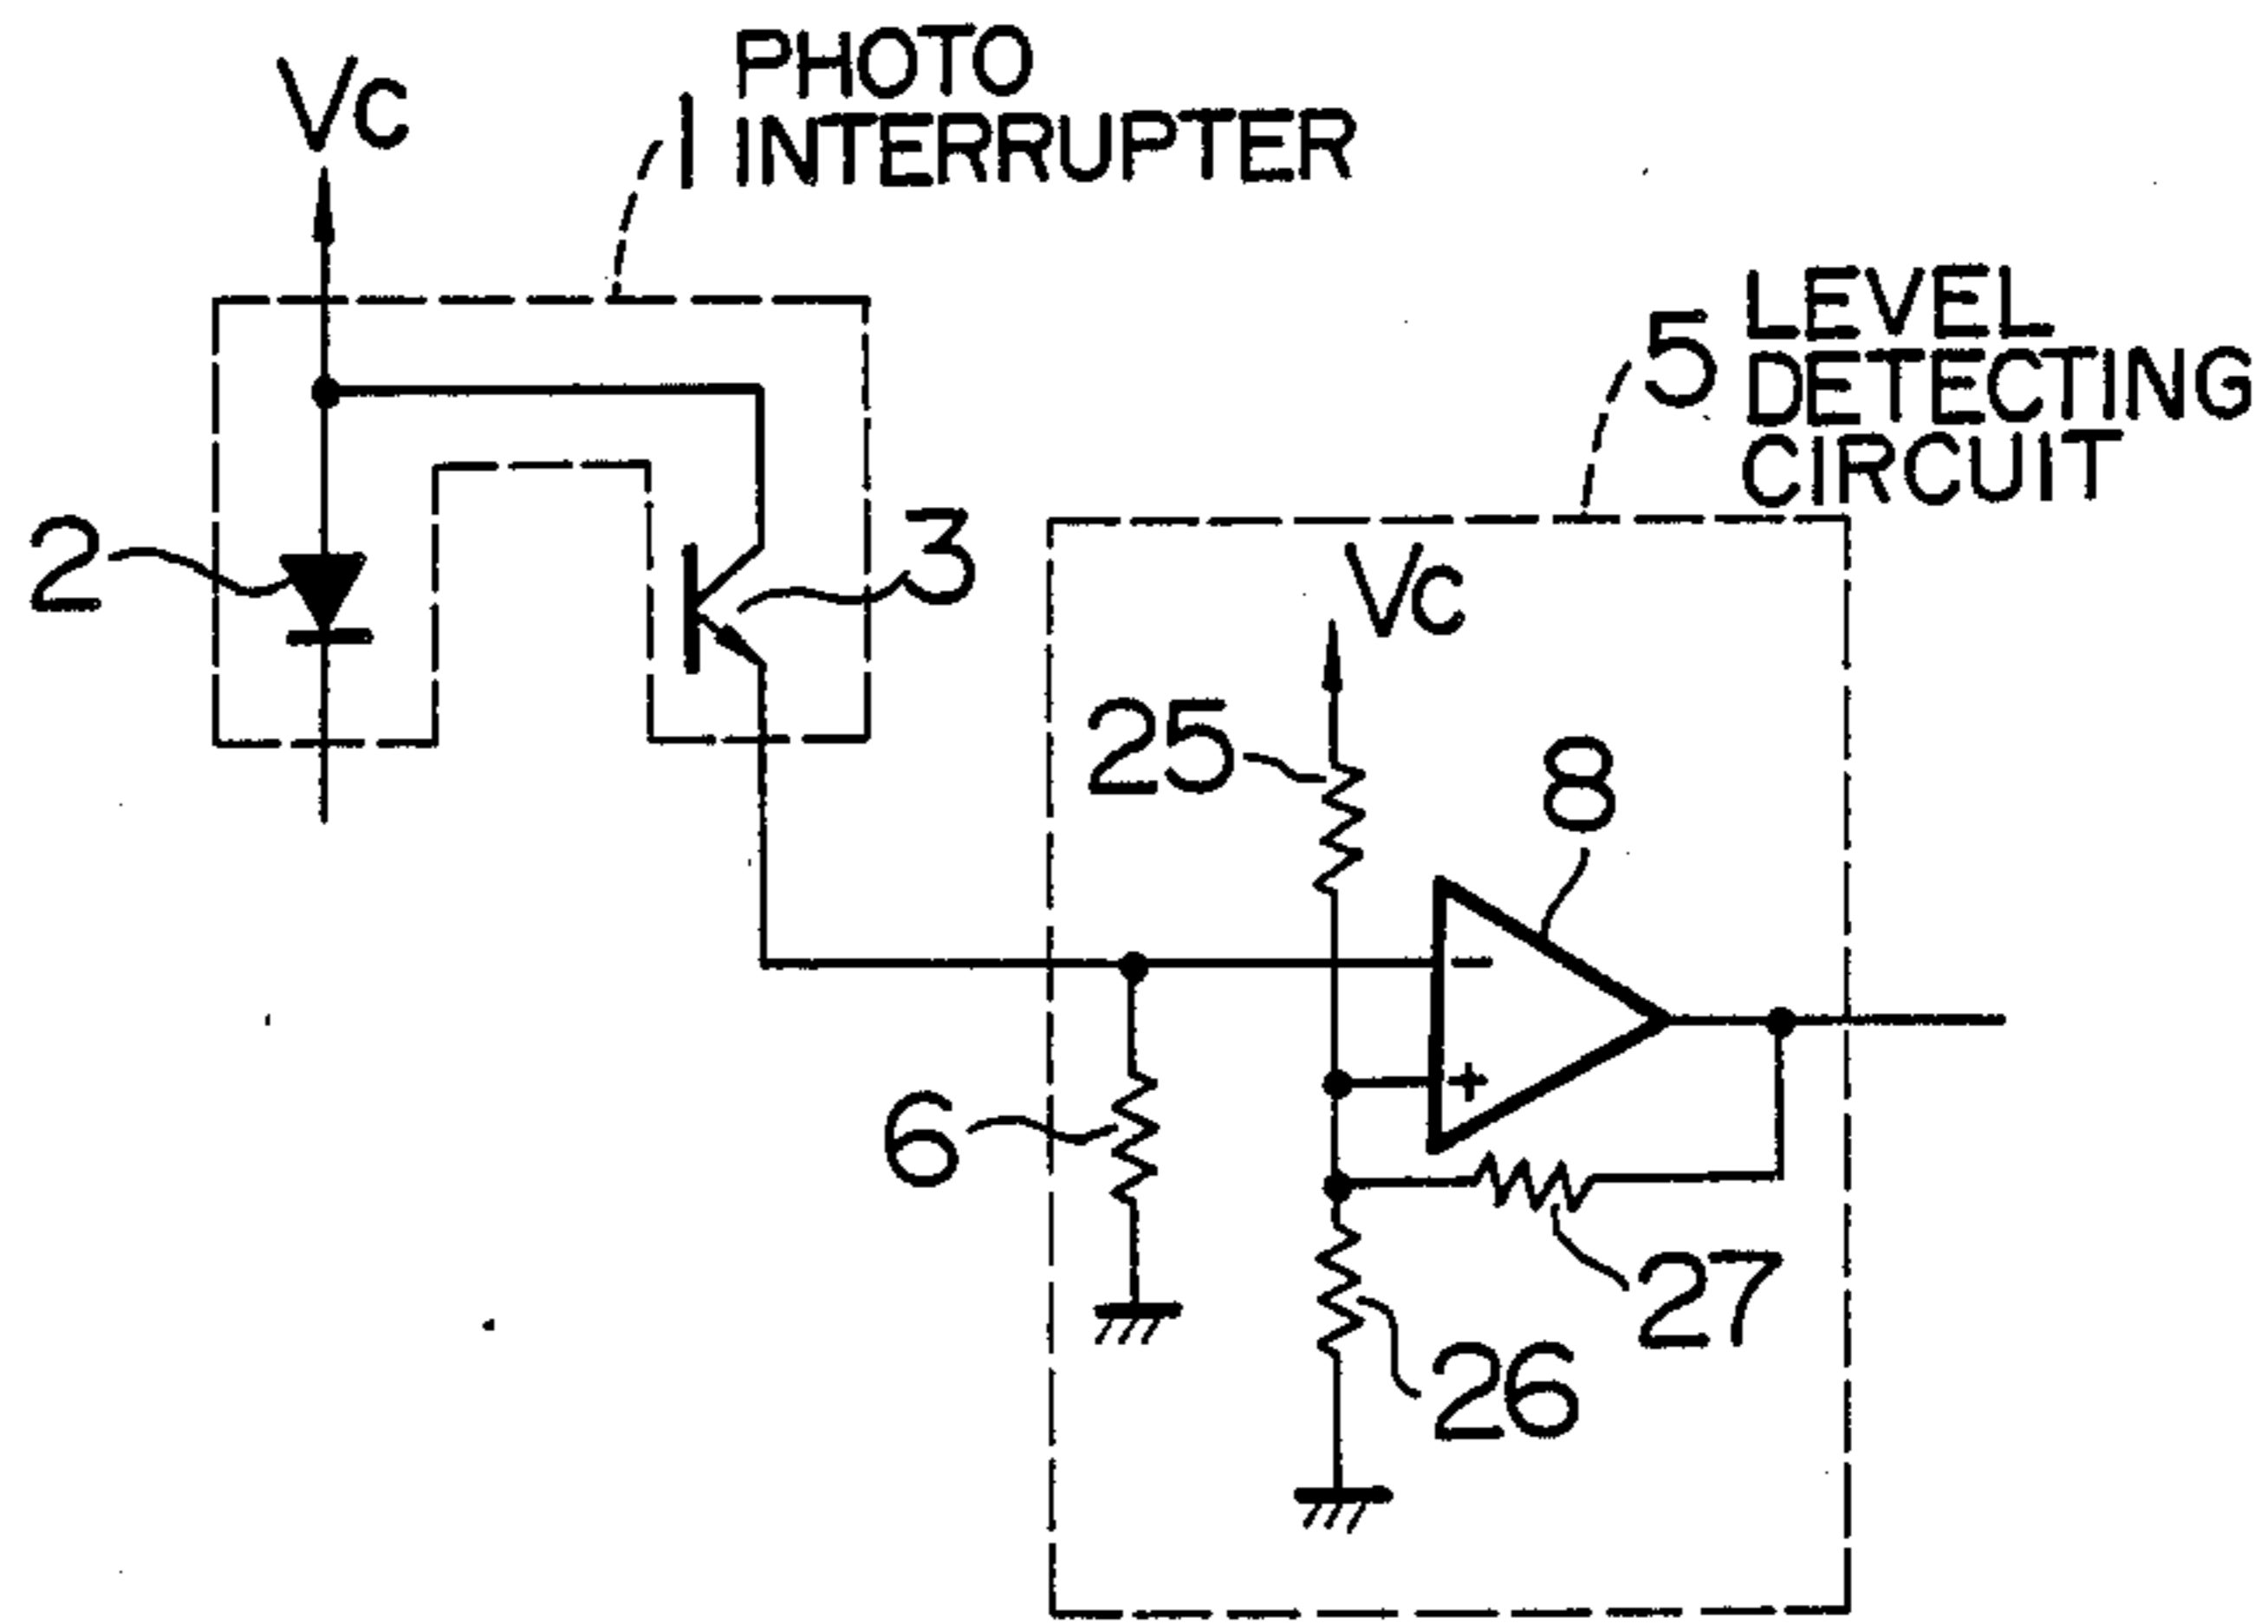 Vc
1 PHOTO
INTERRUPTER
5 LEVEL
DETECTING
CIRCUIT
2
3
Vc
25
8
-
+
6
27
26